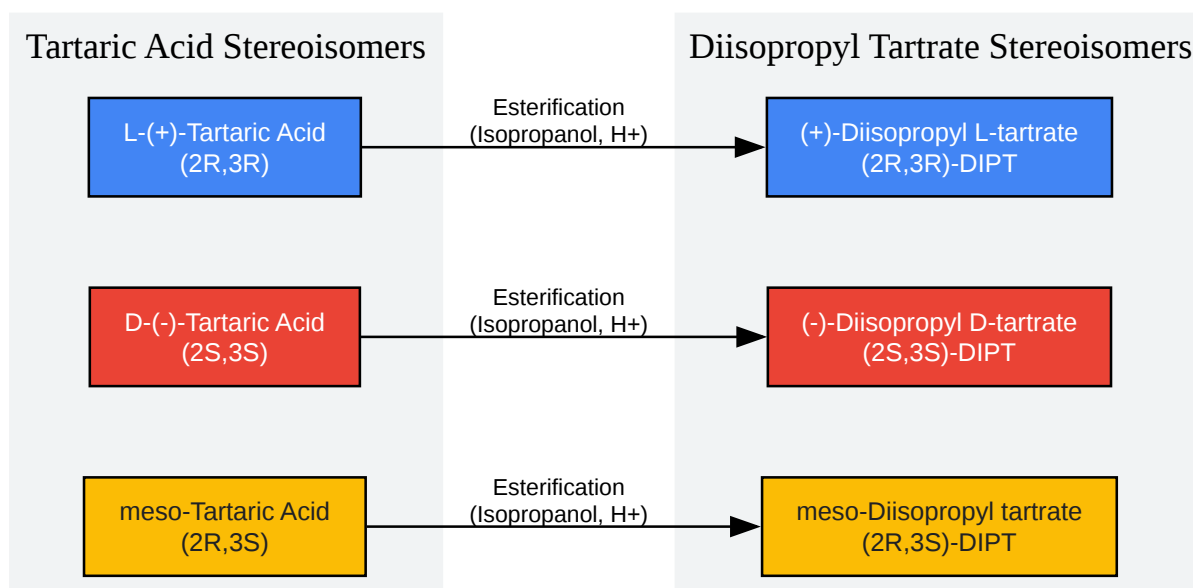 Tartaric Acid Stereoisomers
Diisopropyl Tartrate Stereoisomers
L-(+)-Tartaric Acid
(2R,3R)
Esterification
(Isopropanol, H+)
(+)-Diisopropyl L-tartrate
(2R,3R)-DIPT
D-(-)-Tartaric Acid
(2S,3S)
Esterification
(Isopropanol, H+)
(-)-Diisopropyl D-tartrate
(2S,3S)-DIPT
meso-Tartaric Acid
(2R,3S)
Esterification
(Isopropanol, H+)
meso-Diisopropyl tartrate
(2R,3S)-DIPT